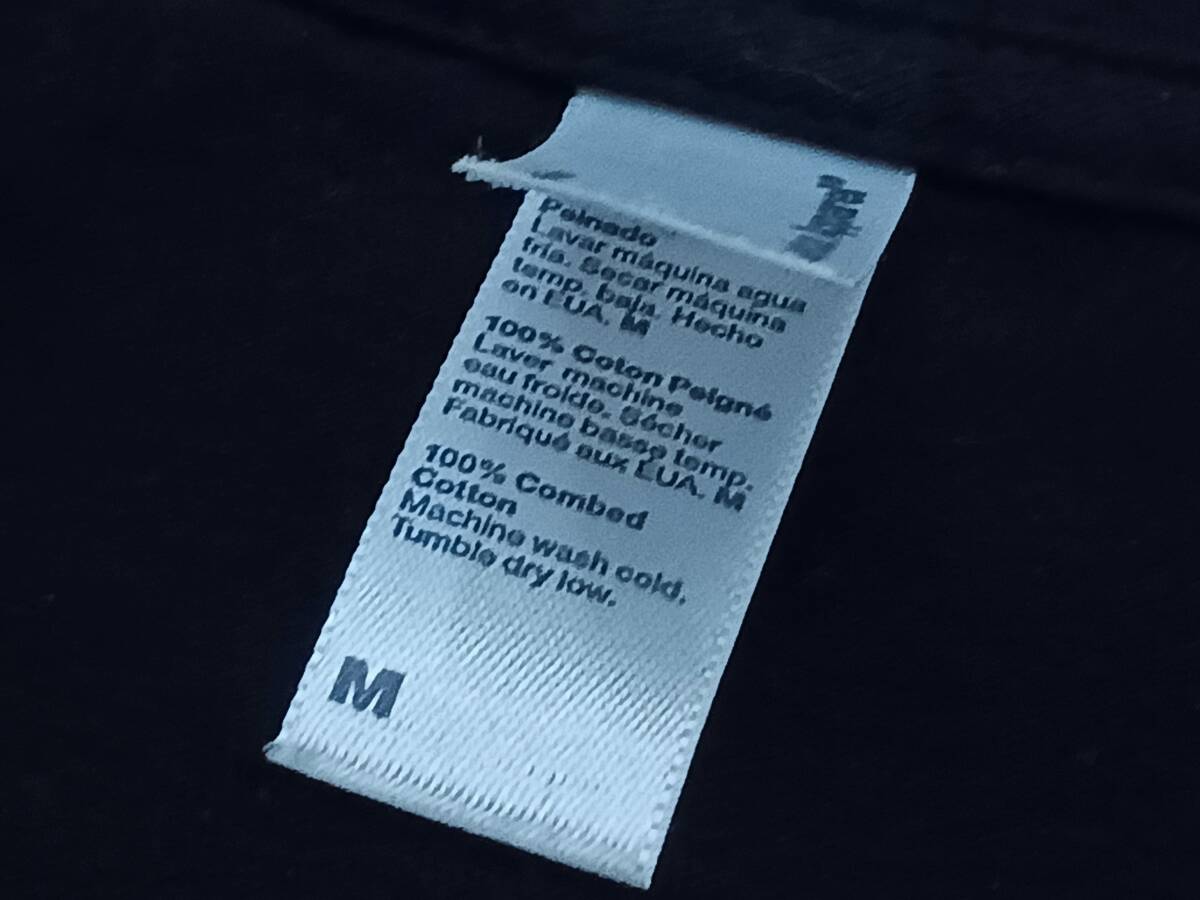 Peinado
Lavar máquina agua
fría. Secar máquina
temp. baja. Hecho
en EUA. M
100% Coton Peigné
Laver machine
eau froide. Sécher
machine basse temp.
Fabriqué aux EUA. M
100% Combed
Cotton
Machine wash cold.
Tumble dry low.
M